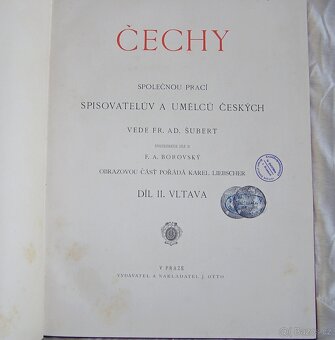 ČECHY
SPOLEČNOU PRACÍ
SPISOVATELŮV A UMĚLCŮ ČESKÝCH
VEDE FR. AD. ŠUBERT
F. A. BOROVSKÝ
OBRAZOVOU ČÁSŤ POŘÁDÁ KAREL LIEBSCHER
DÍL II. VLTAVA
V PRAZE
VYDAVATEL A NAKLADATEL J. OTTO